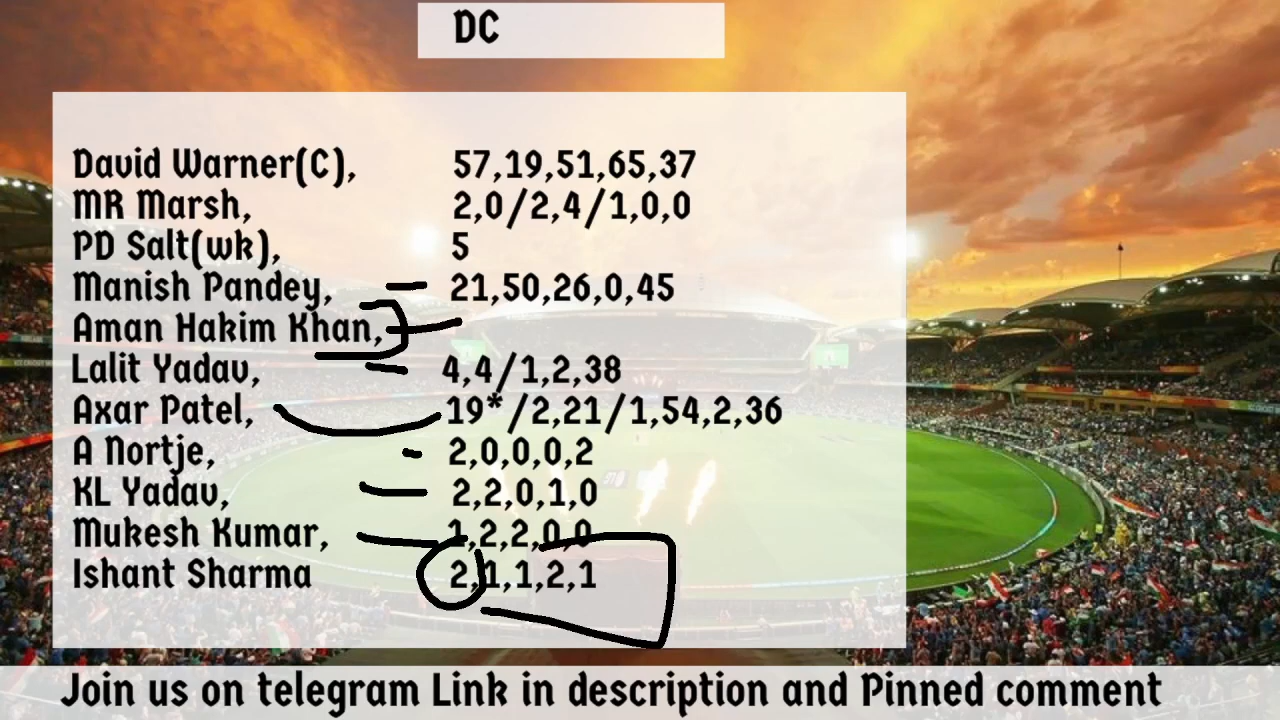 DC
David Warner(C), 57,19,51,65,37
MR Marsh, 2,0/2,4/1,0,0
PD Salt(wk), 5
Manish Pandey, 21,50,26,0,45
Aman Hakim Khan,
Lalit Yadav, 4,4/1,2,38
Axar Patel, 19*/2,21/1,54,2,36
A Nortje, 2,0,0,0,2
KL Yadav, 2,2,0,1,0
Mukesh Kumar, 1,2,2,0,0
Ishant Sharma 2,1,1,2,1
Join us on telegram Link in description and Pinned comment